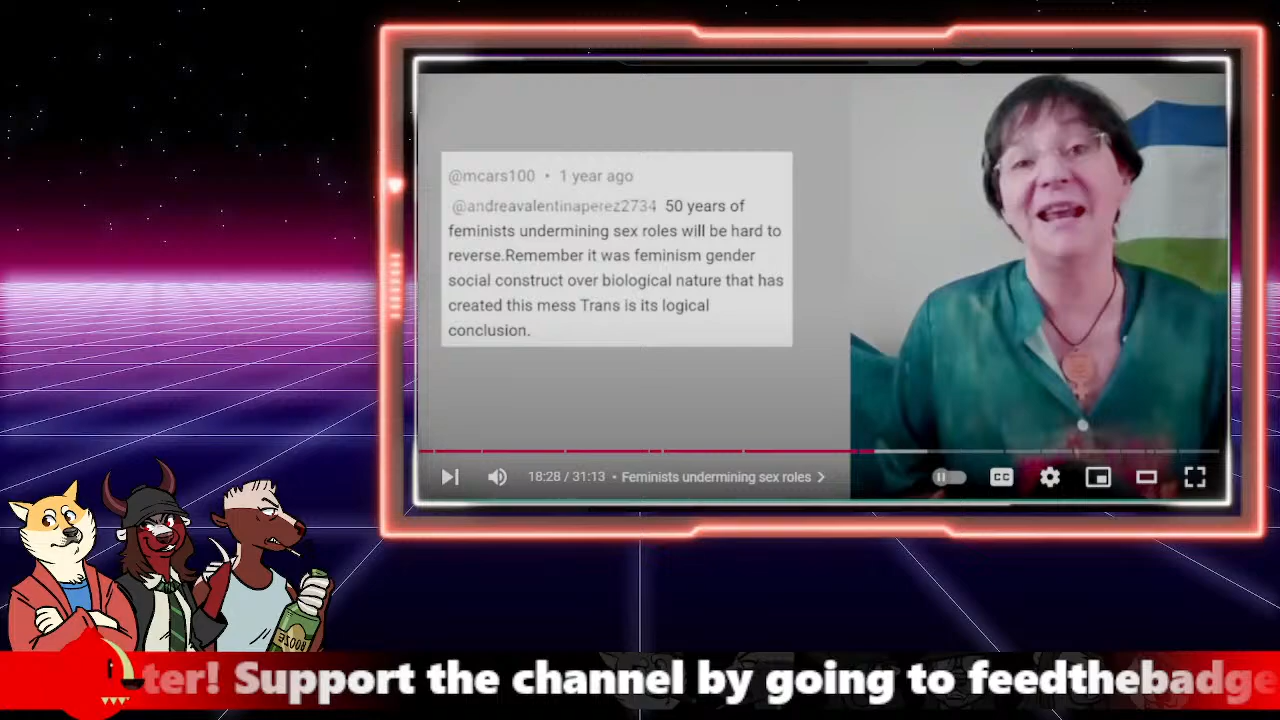 @mcars100 • 1 year ago
@andreavalentinaperez2734 50 years of
feminists undermining sex roles will be hard to
reverse.Remember it was feminism gender
social construct over biological nature that has
created this mess Trans is its logical
conclusion.
18:28 / 31:13 • Feminists undermining sex roles
CC
BOOZE
ter! Support the channel by going to feedthebadge